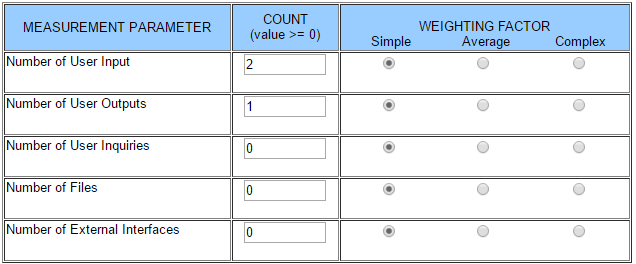 MEASUREMENT PARAMETER
COUNT
(value >= 0)
WEIGHTING FACTOR
Simple Average Complex
Number of User Input 2
Number of User Outputs 1
Number of User Inquiries 0
Number of Files 0
Number of External Interfaces 0